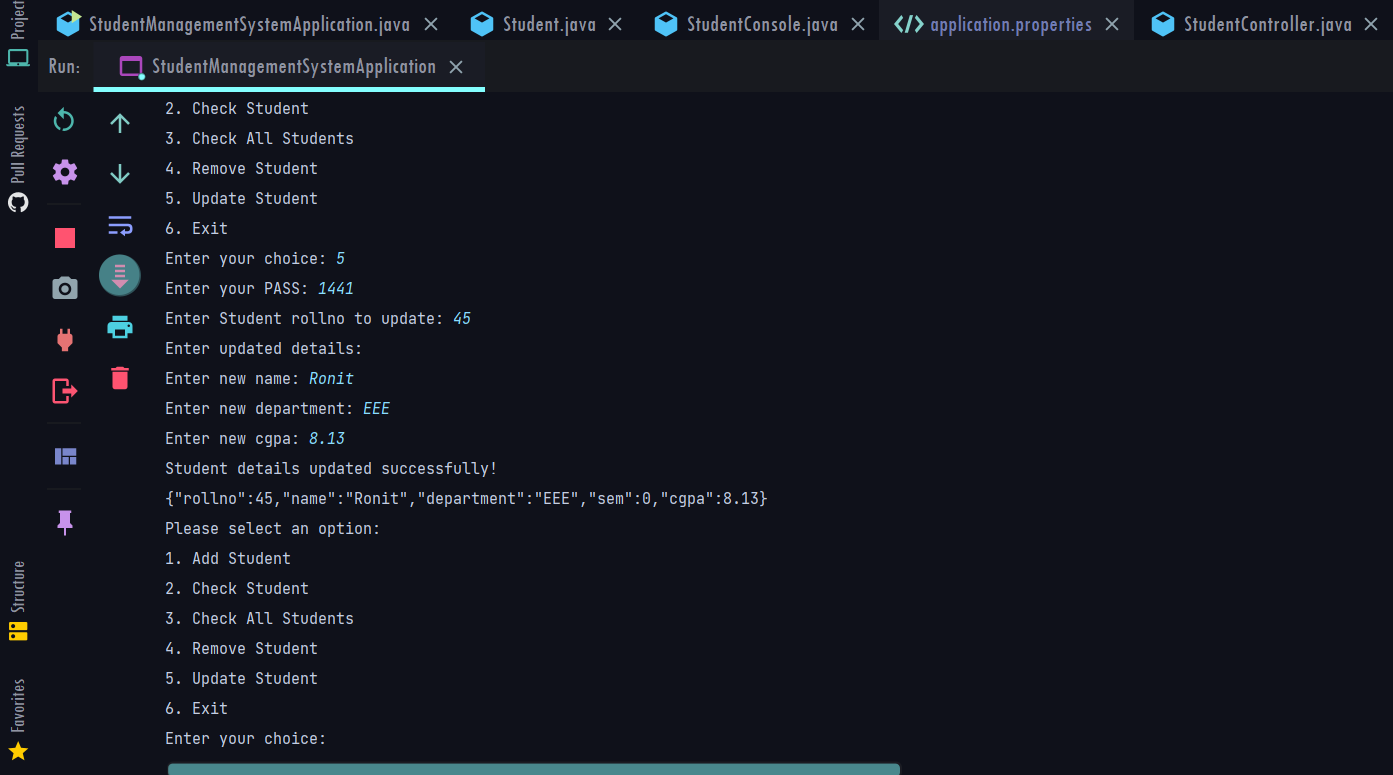 StudentManagementSystemApplication.java
Student.java
StudentConsole.java
application.properties
StudentController.java
Project
Pull Requests
Structure
Favorites
Run:
StudentManagementSystemApplication
2. Check Student
3. Check All Students
4. Remove Student
5. Update Student
6. Exit
Enter your choice: 5
Enter your PASS: 1441
Enter Student rollno to update: 45
Enter updated details:
Enter new name: Ronit
Enter new department: EEE
Enter new cgpa: 8.13
Student details updated successfully!
{"rollno":45,"name":"Ronit","department":"EEE","sem":0,"cgpa":8.13}
Please select an option:
1. Add Student
2. Check Student
3. Check All Students
4. Remove Student
5. Update Student
6. Exit
Enter your choice: